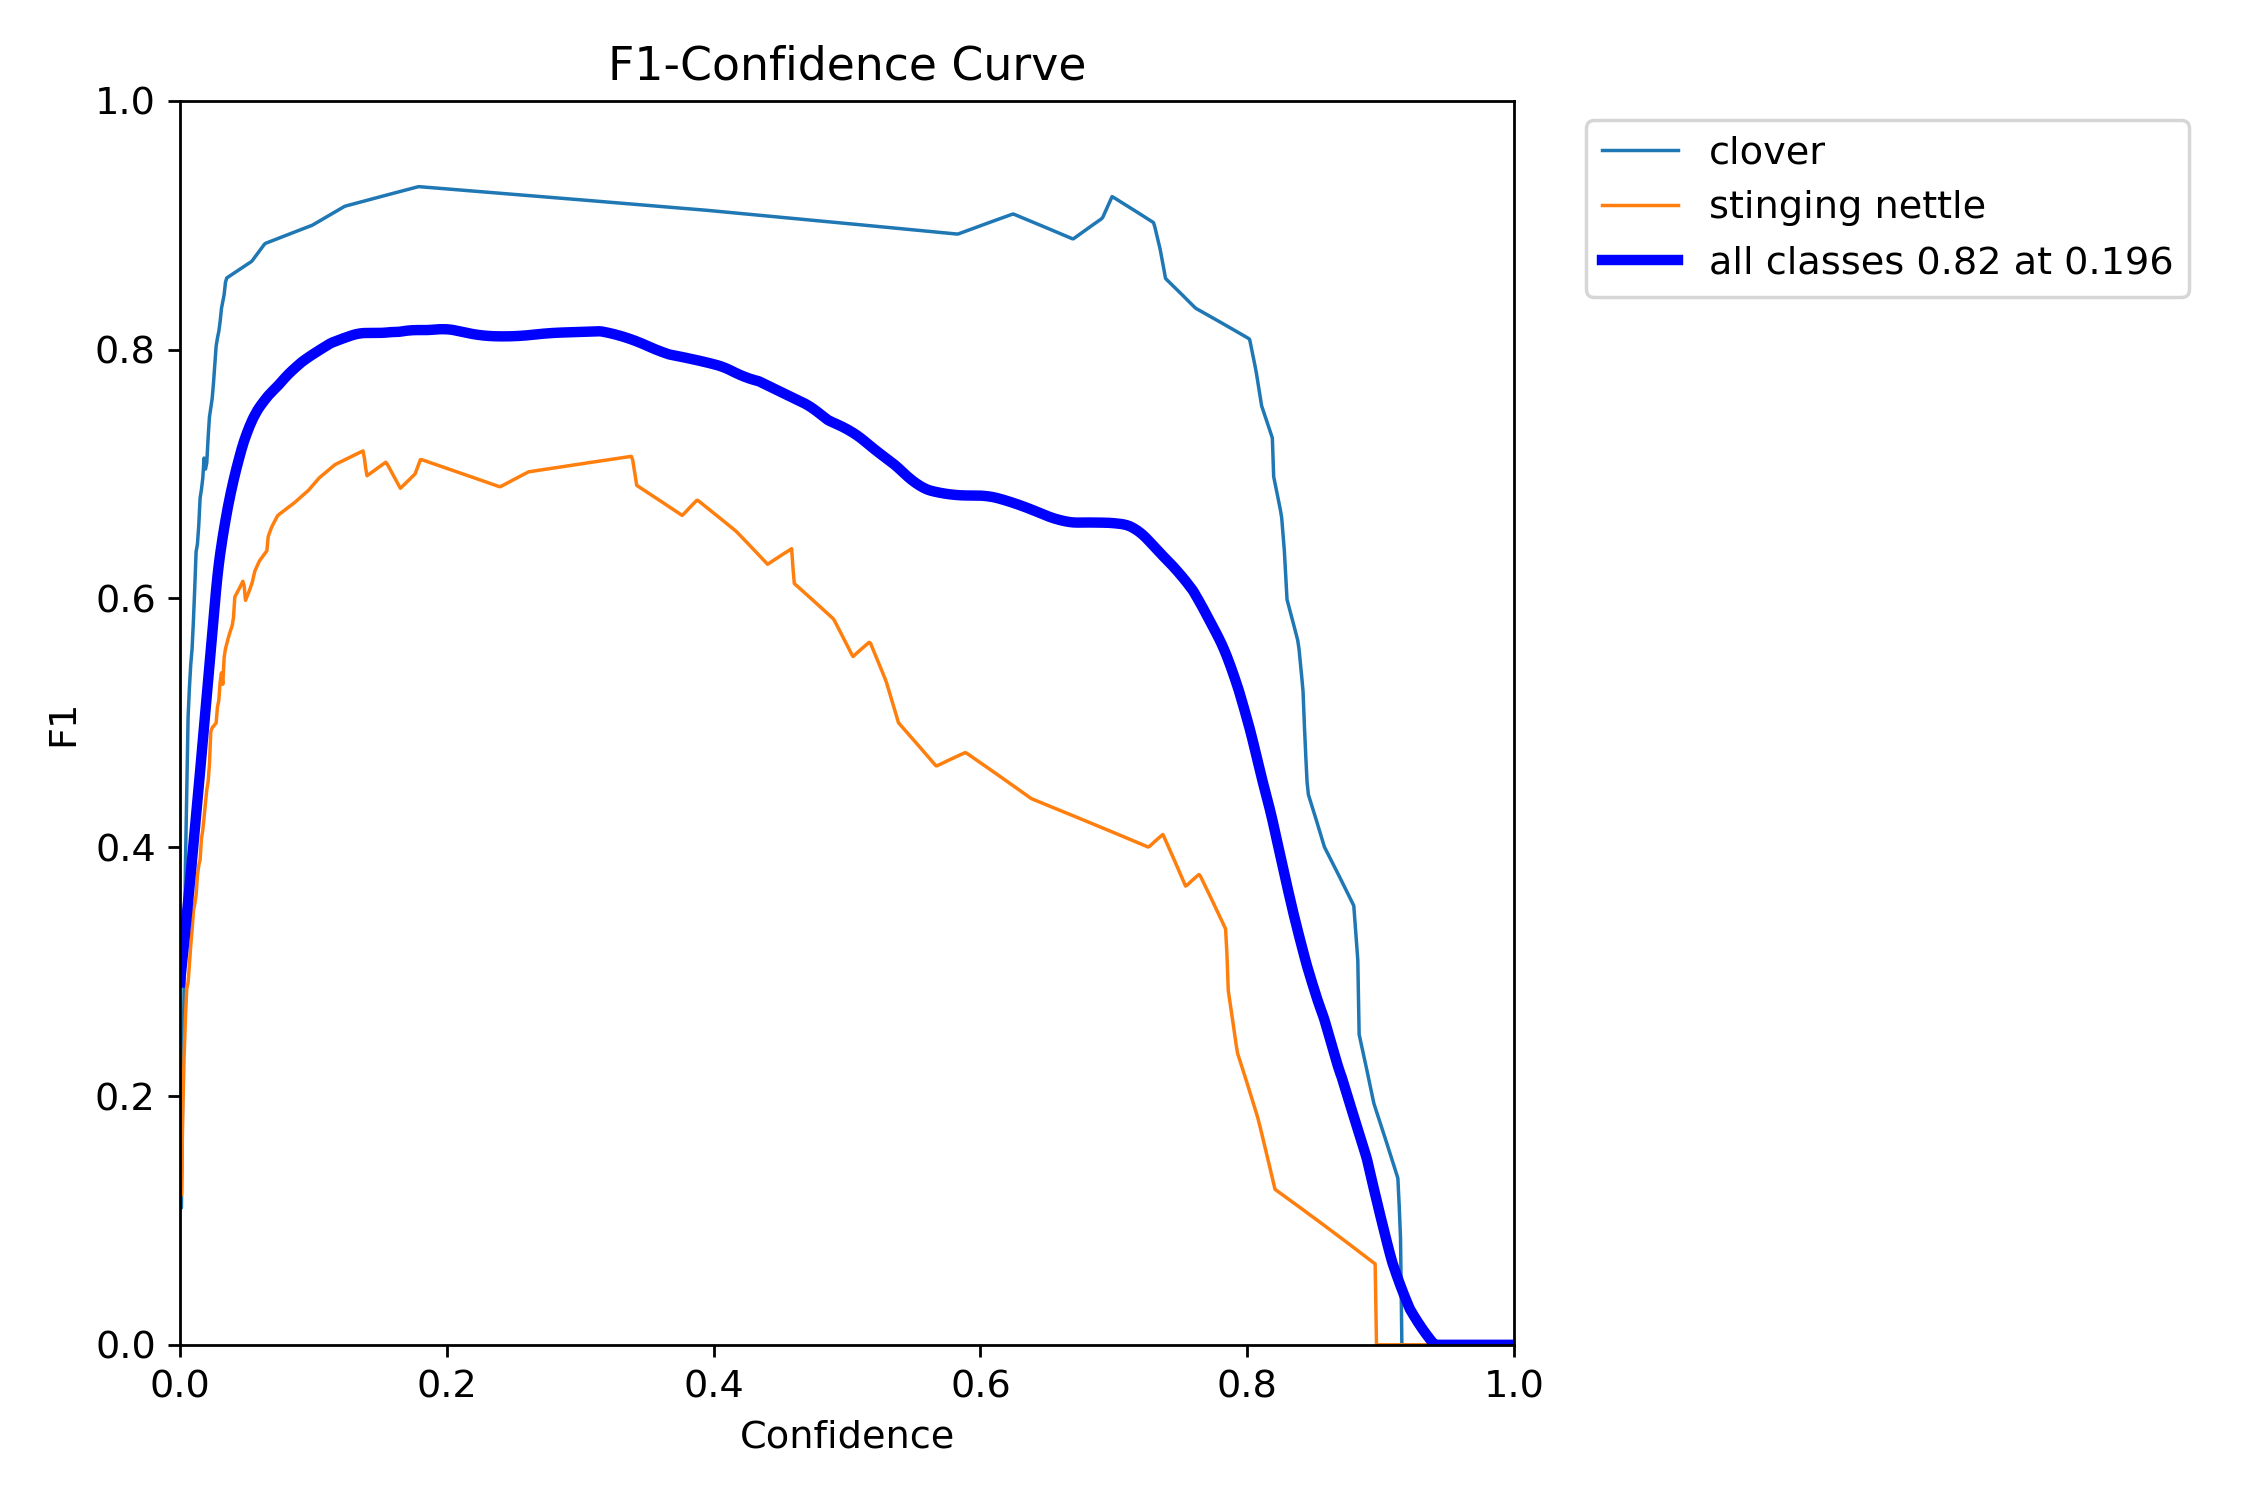 F1-Confidence Curve
1.0
0.8
0.6
0.4
0.2
0.0
F1
0.0 0.2 0.4 0.6 0.8 1.0
Confidence
clover
stinging nettle
all classes 0.82 at 0.196